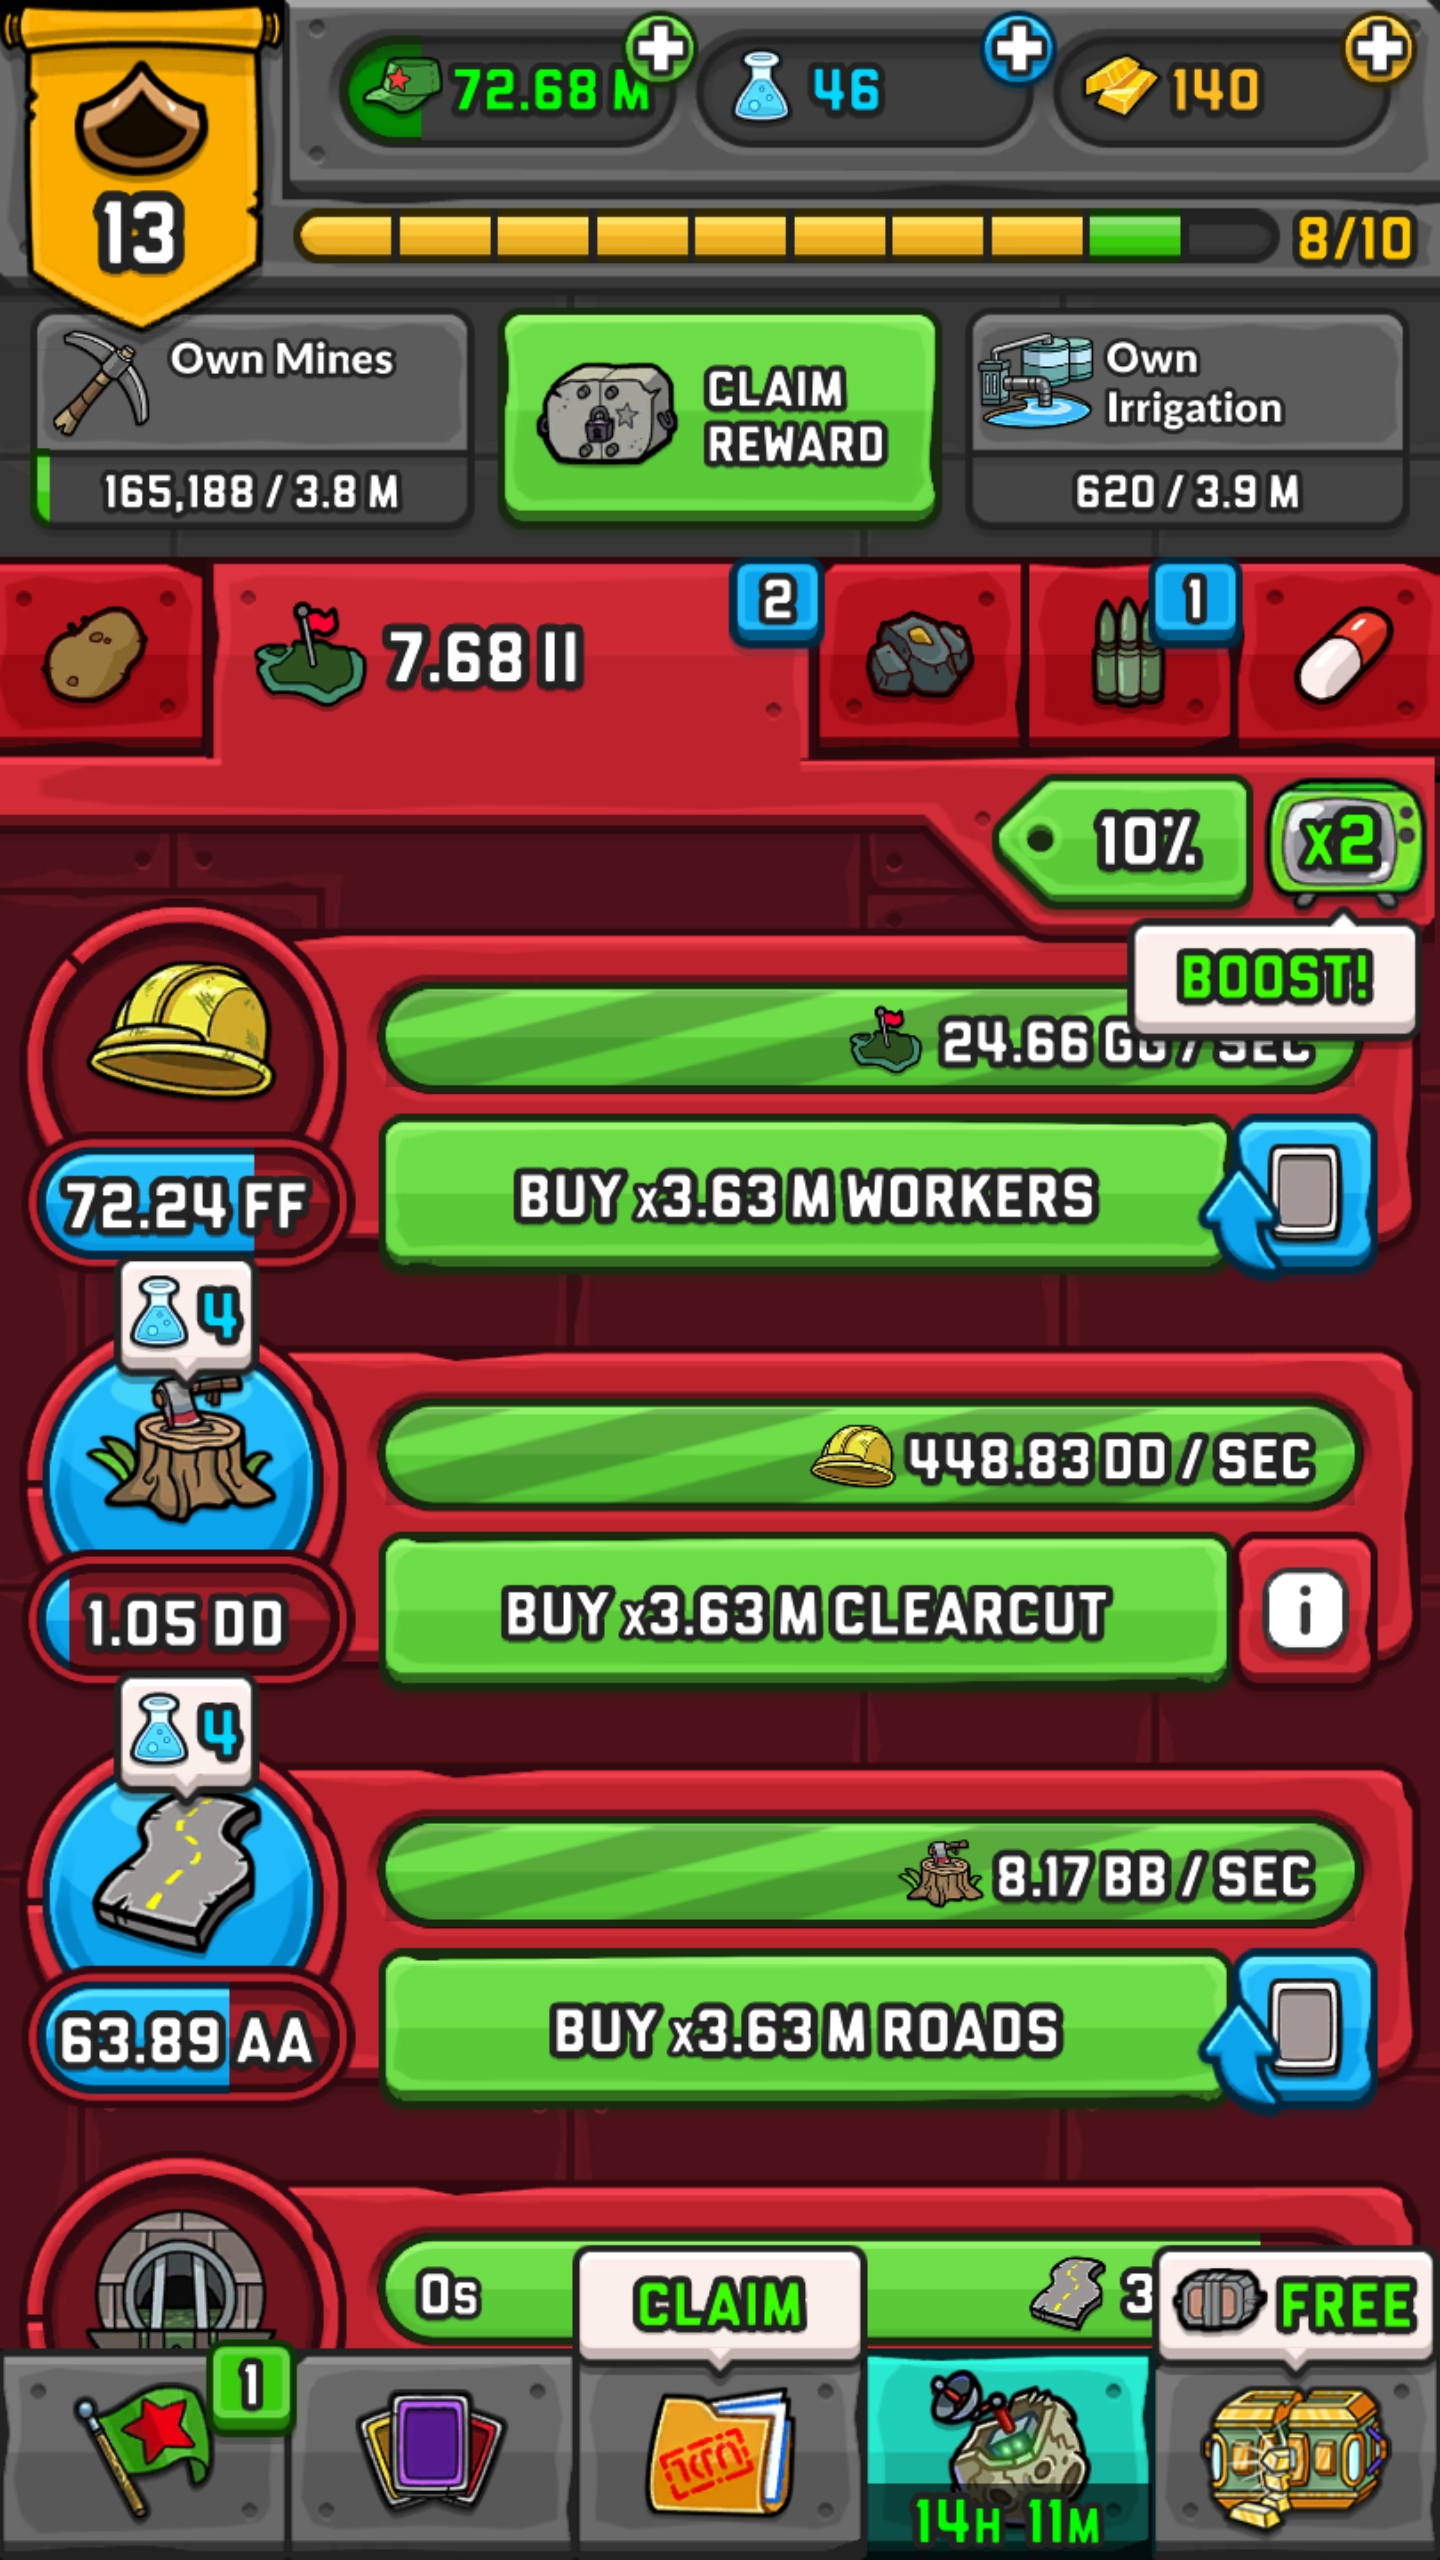 72.68 M
46
140
13
8/10
Own Mines
165,188 / 3.8 M
CLAIM
REWARD
Own
Irrigation
620 / 3.9 M
7.68 II
2
1
10%
x2
BOOST!
24.66 GG / SEC
72.24 FF
BUY x3.63 M WORKERS
4
448.83 DD / SEC
1.05 DD
BUY x3.63 M CLEARCUT
i
4
8.17 BB / SEC
63.89 AA
BUY x3.63 M ROADS
0s
3
CLAIM
FREE
1
14H 11M